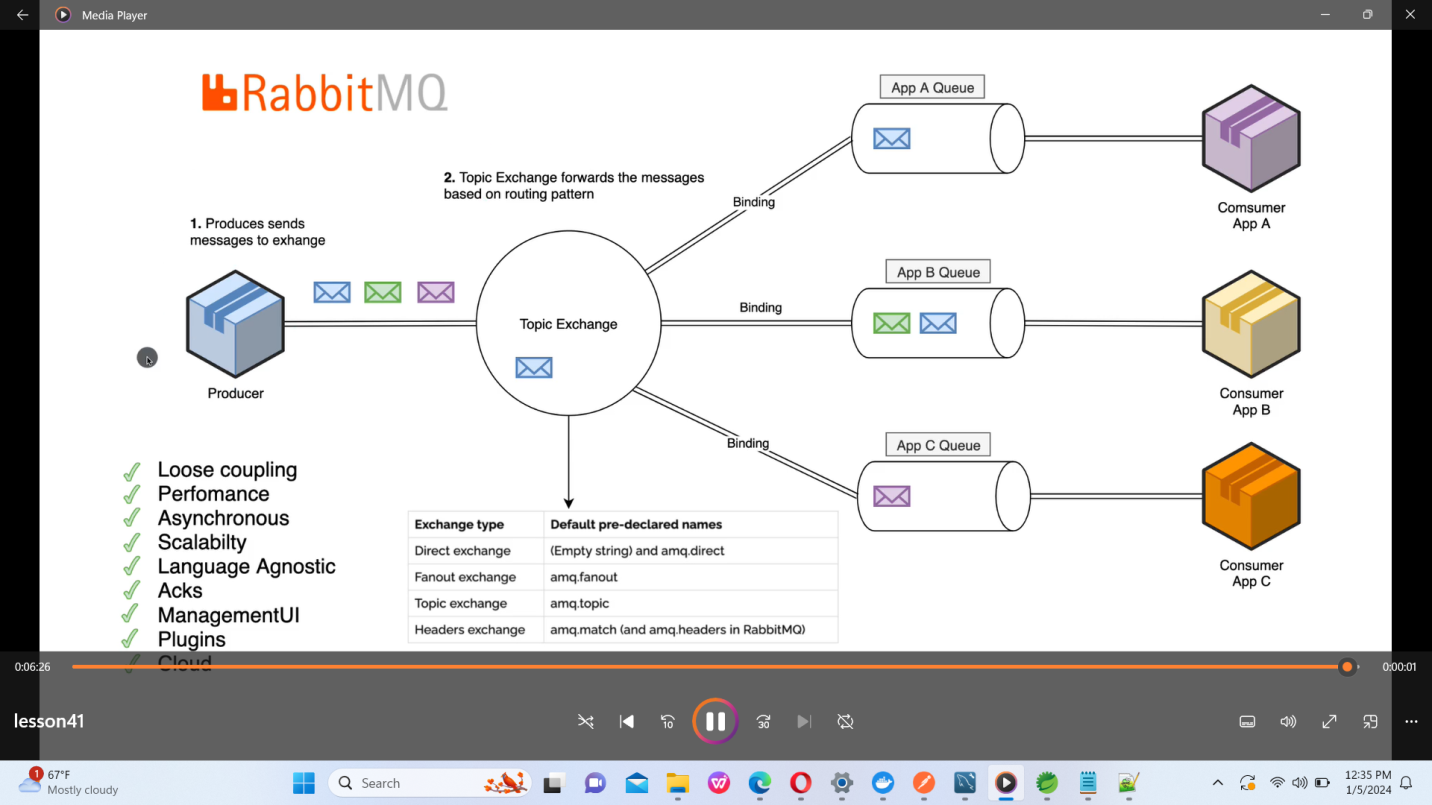 Media Player
RabbitMQ
App A Queue
2. Topic Exchange forwards the messages
based on routing pattern
Binding
1. Produces sends
messages to exhange
Comsumer
App A
App B Queue
Binding
Topic Exchange
Producer
Consumer
App B
Binding
App C Queue
Loose coupling
Perfomance
Asynchronous
Scalabilty
Language Agnostic
Acks
ManagementUI
Plugins
Cloud
Exchange type Default pre-declared names
Direct exchange (Empty string) and amq.direct
Fanout exchange amq.fanout
Topic exchange amq.topic
Headers exchange amq.match (and amq.headers in RabbitMQ)
Consumer
App C
0:06:26
0:00:01
lesson41
10
30
1
67°F
Mostly cloudy
Search
12:35 PM
1/5/2024